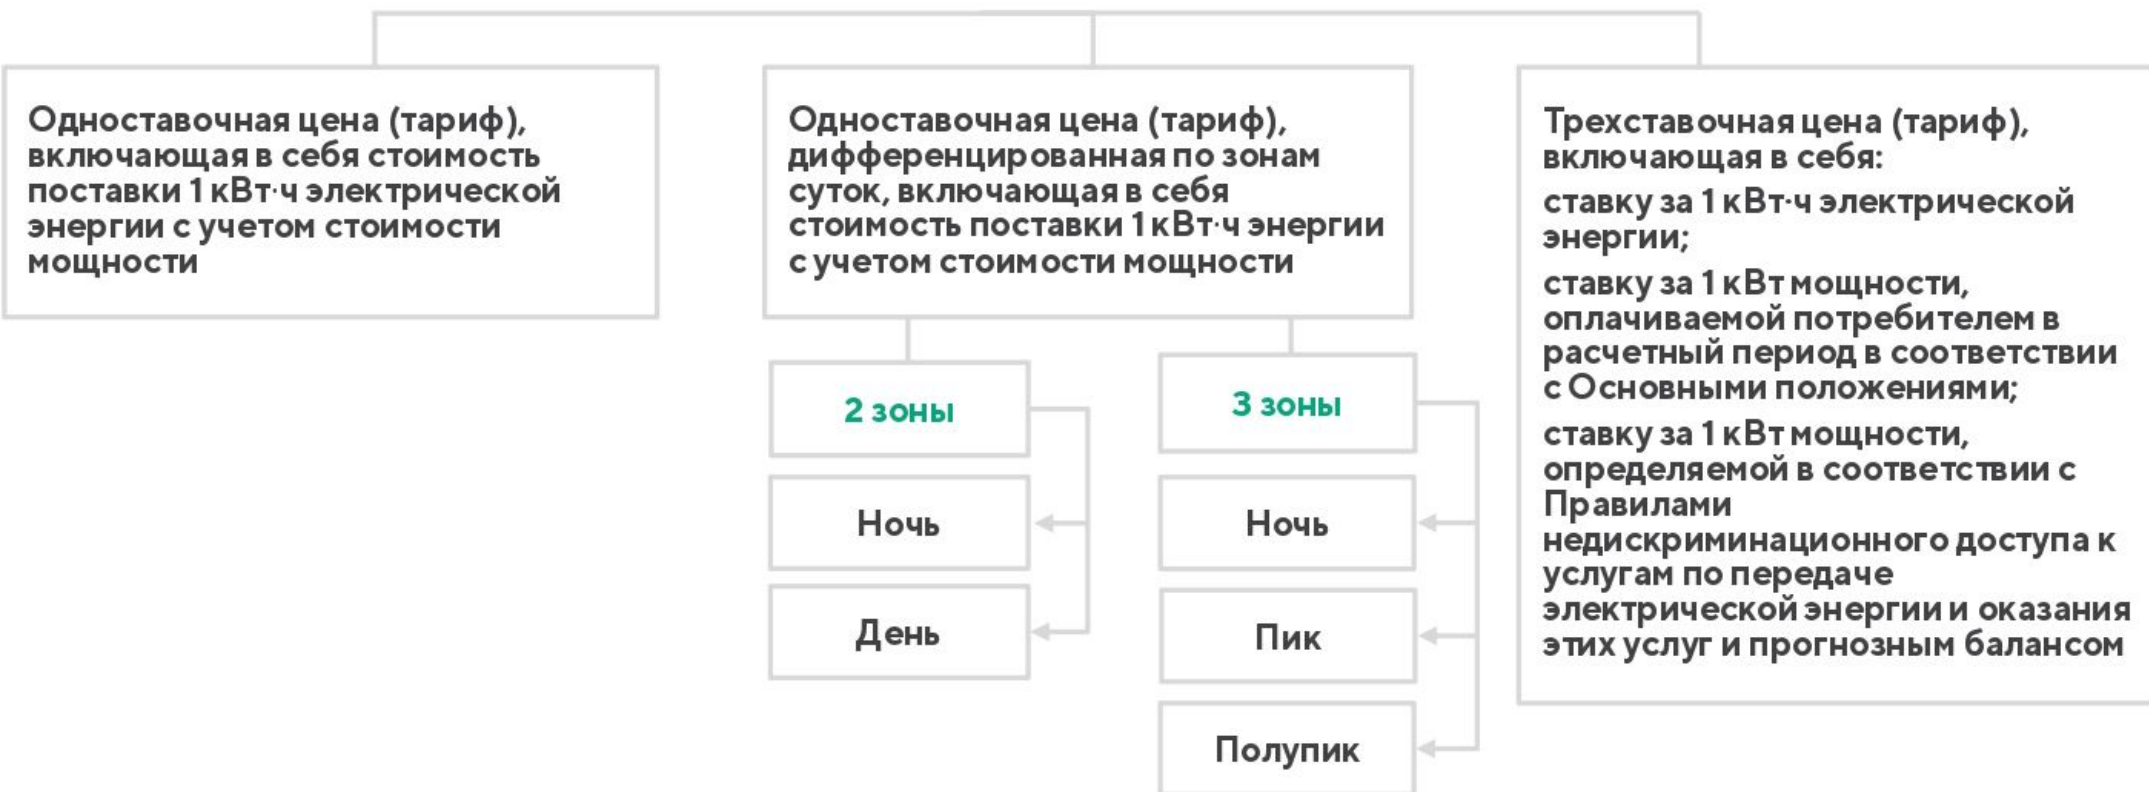 Одноставочная цена (тариф),
включающая в себя стоимость
поставки 1 кВт·ч электрической
энергии с учетом стоимости
мощности
Одноставочная цена (тариф),
дифференцированная по зонам
суток, включающая в себя
стоимость поставки 1 кВт·ч энергии
с учетом стоимости мощности
2 зоны
Ночь
День
3 зоны
Ночь
Пик
Полупик
Трехставочная цена (тариф),
включающая в себя:
ставку за 1 кВт·ч электрической
энергии;
ставку за 1 кВт мощности,
оплачиваемой потребителем в
расчетный период в соответствии
с Основными положениями;
ставку за 1 кВт мощности,
определяемой в соответствии с
Правилами
недискриминационного доступа к
услугам по передаче
электрической энергии и оказания
этих услуг и прогнозным балансом